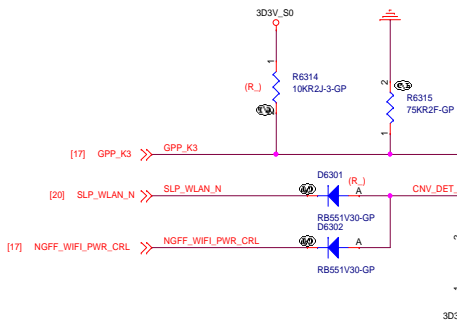 3D3V_S0
1
R6314
(R_)
10KR2J-3-GP
2
R6315
75KR2F-GP
1
[17] GPP_K3 GPP_K3
D6301
(R_)
[20] SLP_WLAN_N SLP_WLAN_N A CNV_DET_
RB551V30-GP
D6302
[17] NGFF_WIFI_PWR_CRL NGFF_WIFI_PWR_CRL A
RB551V30-GP
2
3D3